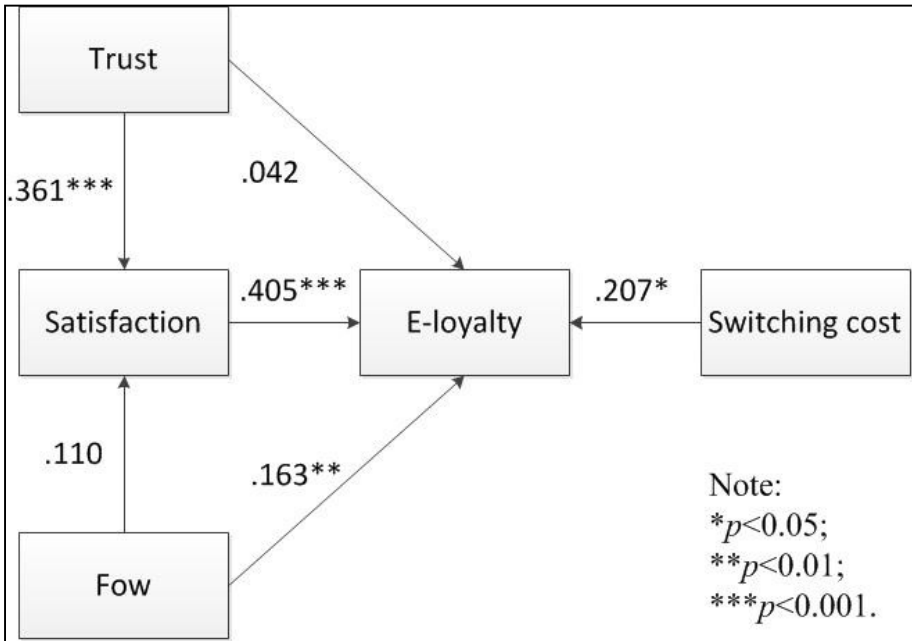 Trust
.361***
.042
Satisfaction
.405***
E-loyalty
.207*
Switching cost
.110
.163**
Fow
Note:
*p<0.05;
**p<0.01;
***p<0.001.